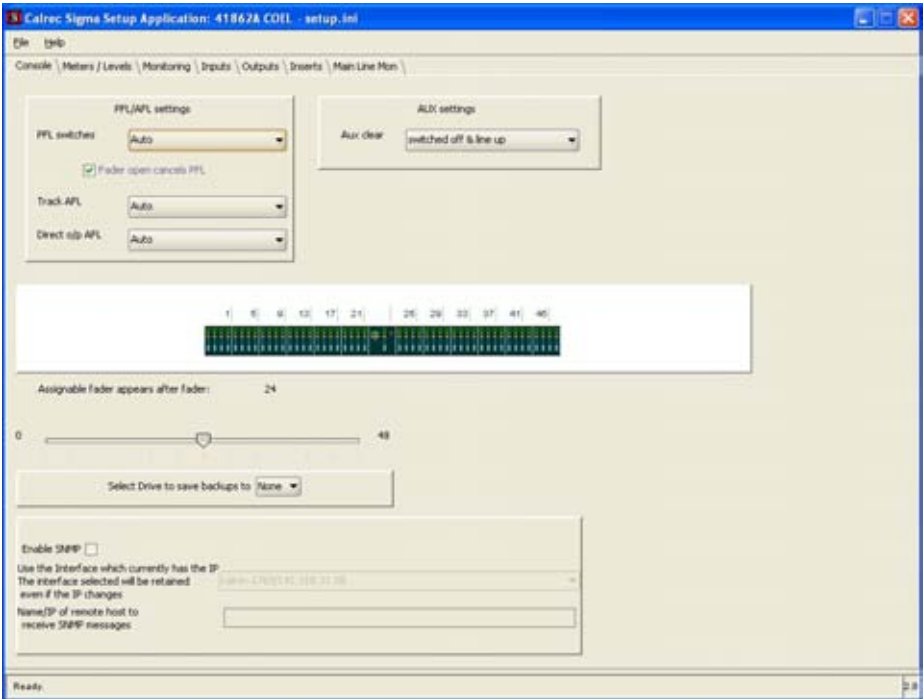 Calrec Sigma Setup Application: 41862A COIL - setup.ini
File Help
Console Meters / Levels Monitoring Inputs Outputs Inserts Main Line Mon
PFL/AFL settings
AUX settings
PFL switches Auto
Aux clear switched off & line up
Fader open cancels PFL
Track AFL Auto
Direct o/p AFL Auto
1 5 9 13 17 21 25 29 33 37 41 45
Assignable fader appears after fader: 24
0 48
Select Drive to save backups to None
Enable SNMP
Use the Interface which currently has the IP
The interface selected will be retained
even if the IP changes
Name/IP of remote host to
receive SNMP messages
Ready